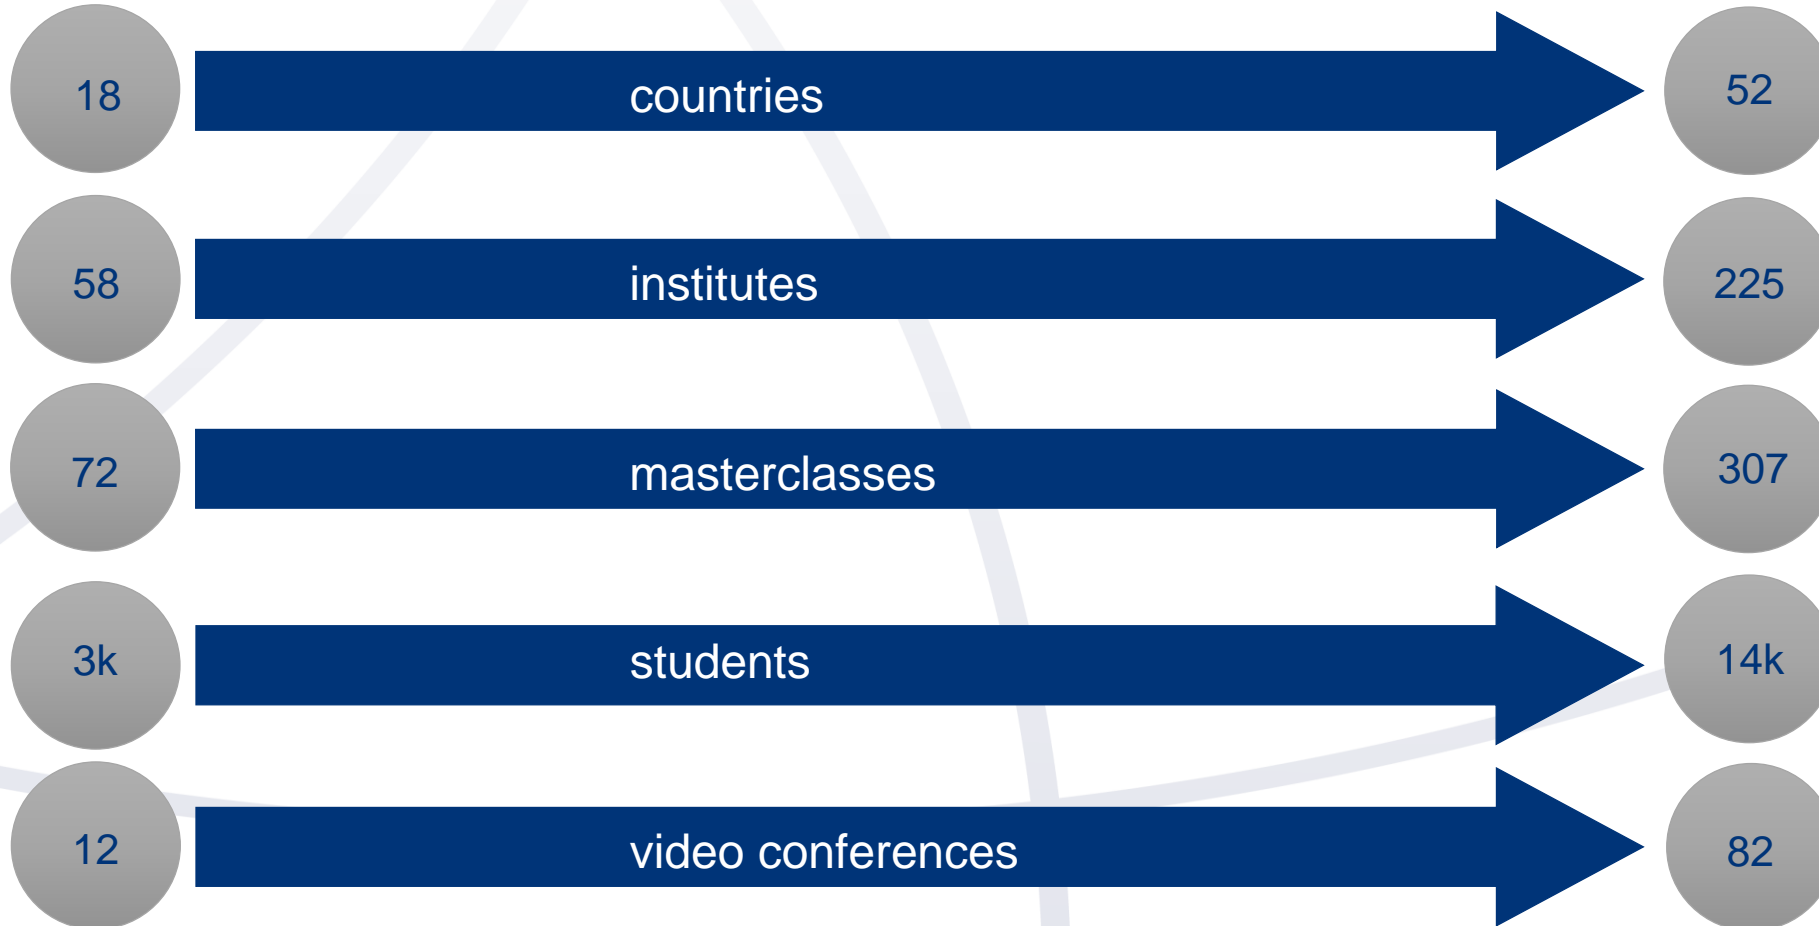 18 countries 52
58 institutes 225
72 masterclasses 307
3k students 14k
12 video conferences 82